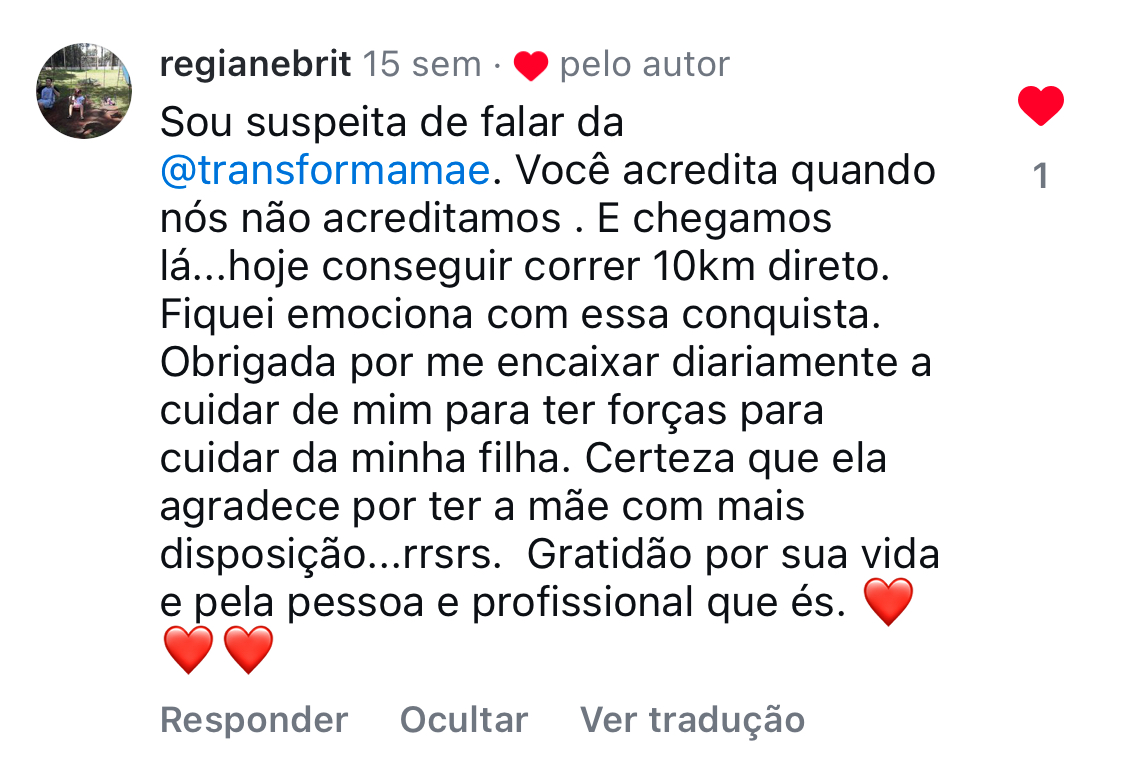 regianebrit 15 sem · ❤ pelo autor
Sou suspeita de falar da
@transformamae. Você acredita quando
nós não acreditamos . E chegamos
lá...hoje conseguir correr 10km direto.
Fiquei emociona com essa conquista.
Obrigada por me encaixar diariamente a
cuidar de mim para ter forças para
cuidar da minha filha. Certeza que ela
agradece por ter a mãe com mais
disposição...rrsrs.  Gratidão por sua vida
e pela pessoa e profissional que és. ❤️
❤️❤️
1
Responder Ocultar Ver tradução